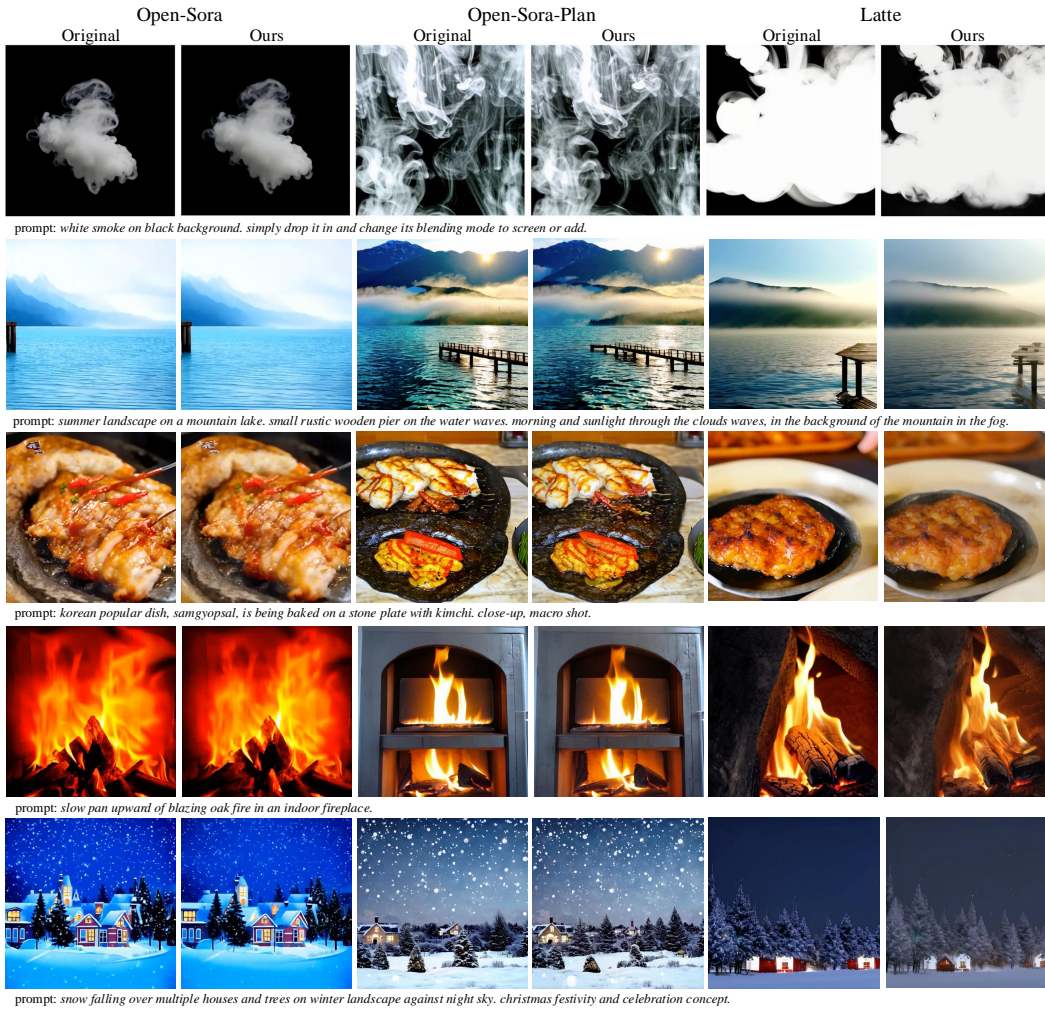 Open-Sora Open-Sora-Plan Latte
Original Ours Original Ours Original Ours
prompt: white smoke on black background. simply drop it in and change its blending mode to screen or add.
prompt: summer landscape on a mountain lake. small rustic wooden pier on the water waves. morning and sunlight through the clouds waves, in the background of the mountain in the fog.
prompt: korean popular dish, samgyopsal, is being baked on a stone plate with kimchi. close-up, macro shot.
prompt: slow pan upward of blazing oak fire in an indoor fireplace.
prompt: snow falling over multiple houses and trees on winter landscape against night sky. christmas festivity and celebration concept.